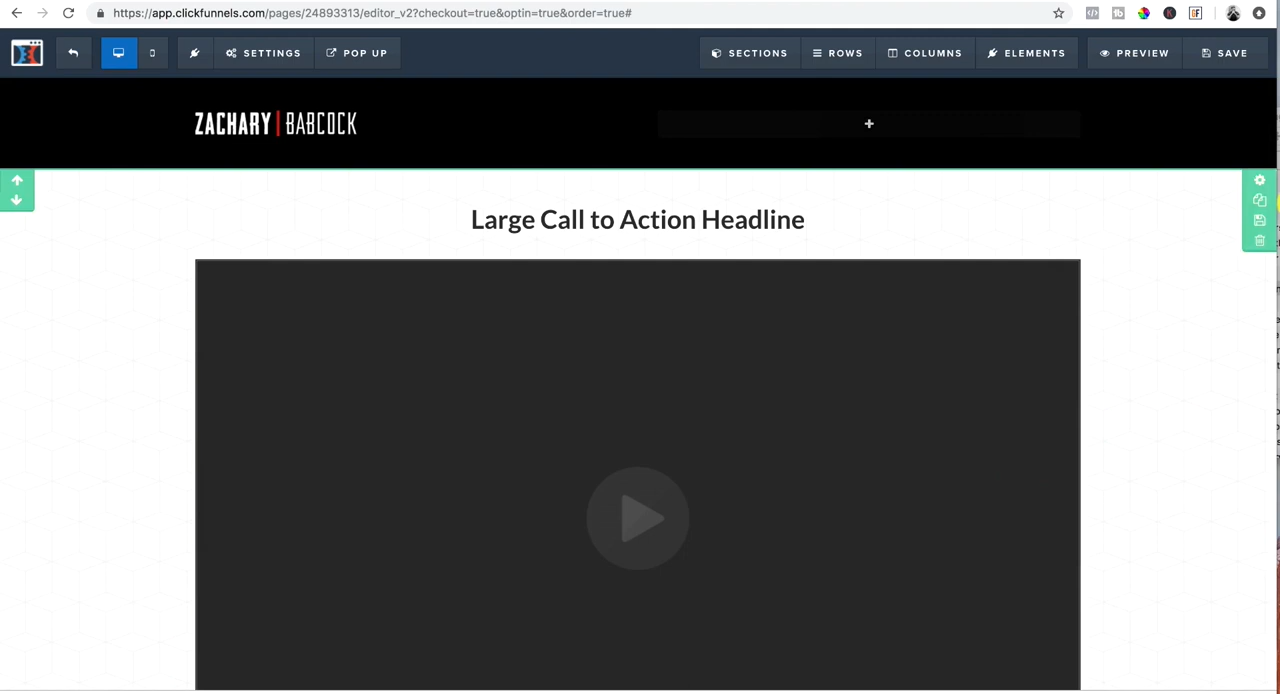 https://app.clickfunnels.com/pages/24893313/editor_v2?checkout=true&optin=true&order=true#
SETTINGS
POP UP
SECTIONS
ROWS
COLUMNS
ELEMENTS
PREVIEW
SAVE
ZACHARY | BABCOCK
Large Call to Action Headline